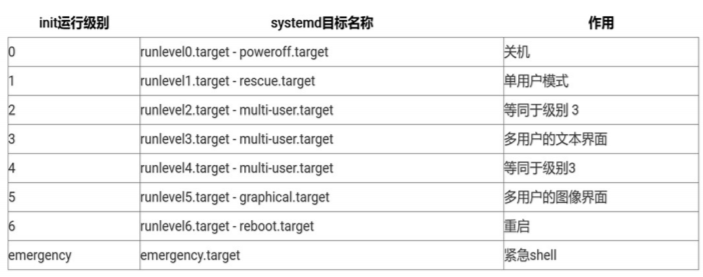 init运行级别 systemd目标名称 作用
0 runlevel0.target - poweroff.target 关机
1 runlevel1.target - rescue.target 单用户模式
2 runlevel2.target - multi-user.target 等同于级别 3
3 runlevel3.target - multi-user.target 多用户的文本界面
4 runlevel4.target - multi-user.target 等同于级别3
5 runlevel5.target - graphical.target 多用户的图像界面
6 runlevel6.target - reboot.target 重启
emergency emergency.target 紧急shell